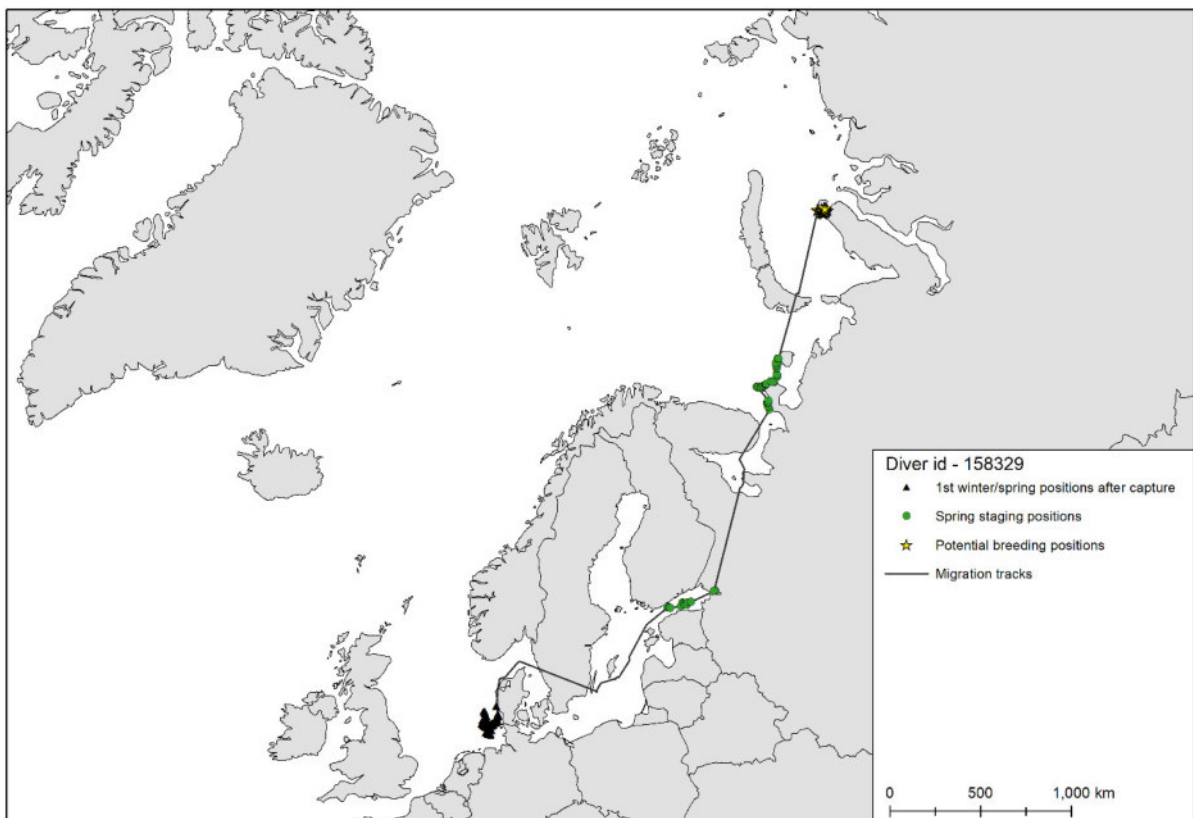 Diver id - 158329
1st winter/spring positions after capture
Spring staging positions
Potential breeding positions
Migration tracks
0 500 1,000 km